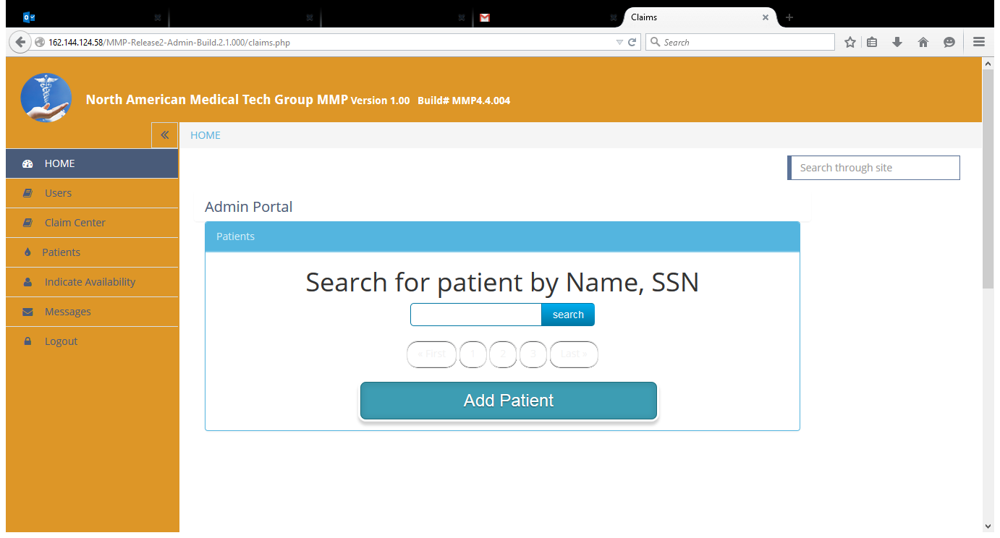 Claims
162.144.124.58/MMP-Release2-Admin-Build.2.1.000/claims.php
Search
North American Medical Tech Group MMP Version 1.00 Build# MMP4.4.004
HOME
Search through site
HOME
Users
Claim Center
Patients
Indicate Availability
Messages
Logout
Admin Portal
Patients
Search for patient by Name, SSN
search
« First 1 2 3 Last »
Add Patient